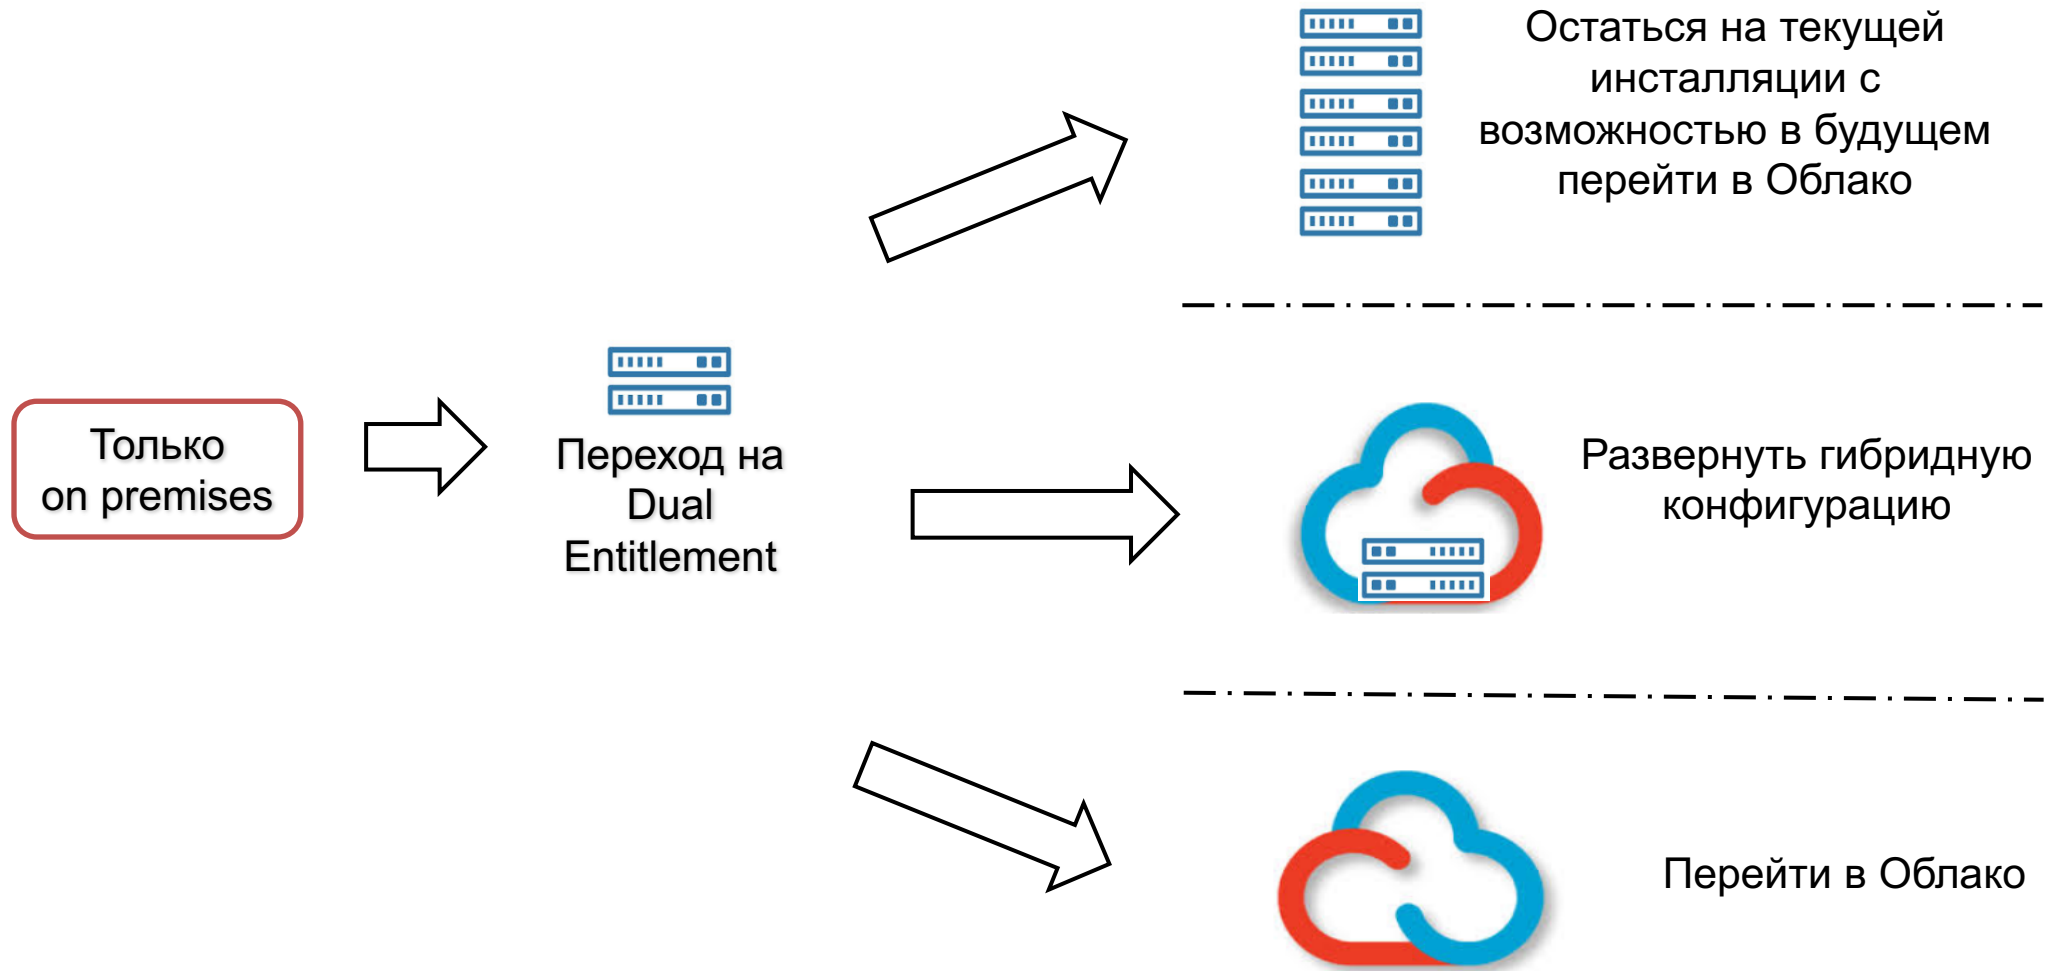 Только
on premises
Переход на
Dual
Entitlement
Остаться на текущей
инсталляции с
возможностью в будущем
перейти в Облако
Развернуть гибридную
конфигурацию
Перейти в Облако